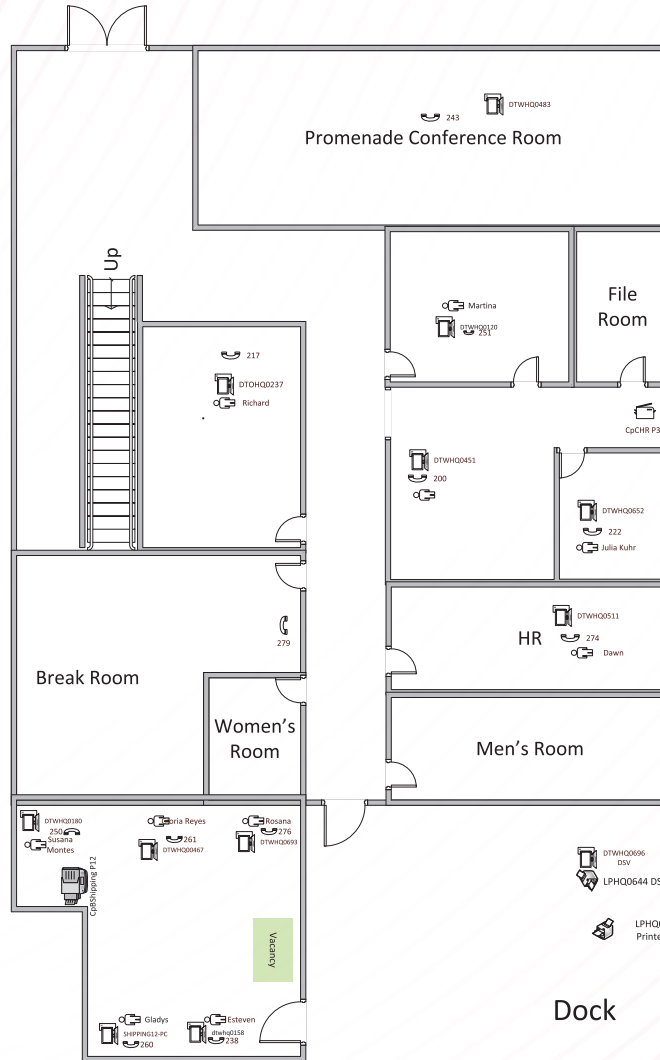 243
DTWHQ0483
Promenade Conference Room
Up
Martina
DTWHQ0120
251
File
Room
217
DTOHQ0237
Richard
CpCHR P3
DTWHQ0451
200
DTWHQ0652
222
Julia Kuhr
279
Break Room
DTWHQ0511
274
HR
Dawn
Women's
Room
Men's Room
DTWHQ0180
250
Susana
Montes
Reyes
261
DTWHQ00467
Rosana
276
DTWHQ0693
CpBShipping P12
DTWHQ0696
DSV
LPHQ0644
Vacancy
Gladys
SHIPPING12-PC
260
Esteven
dtwhq0158
238
Dock